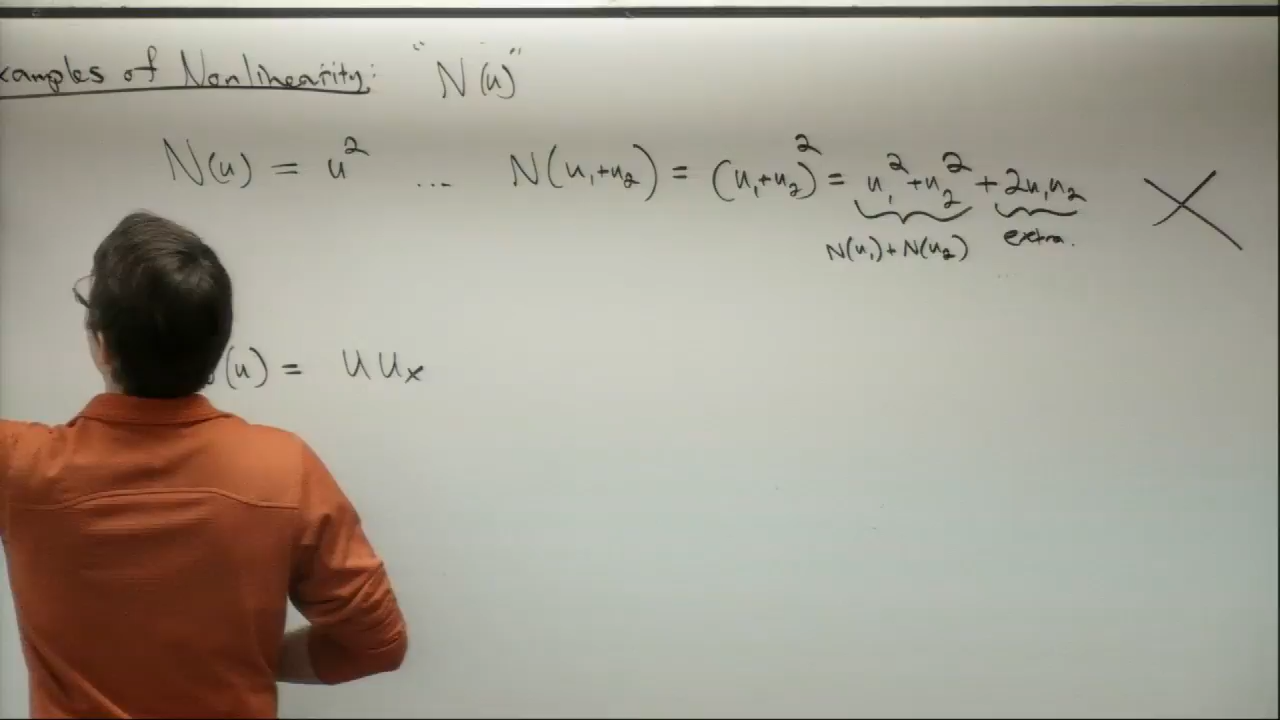 xamples of Nonlinearity: "N(u)"
N(u) = u² ... N(u₁+u₂) = (u₁+u₂)² = u₁²+u₂² + 2u₁u₂
N(u₁)+N(u₂) extra.
(u) = u uₓ